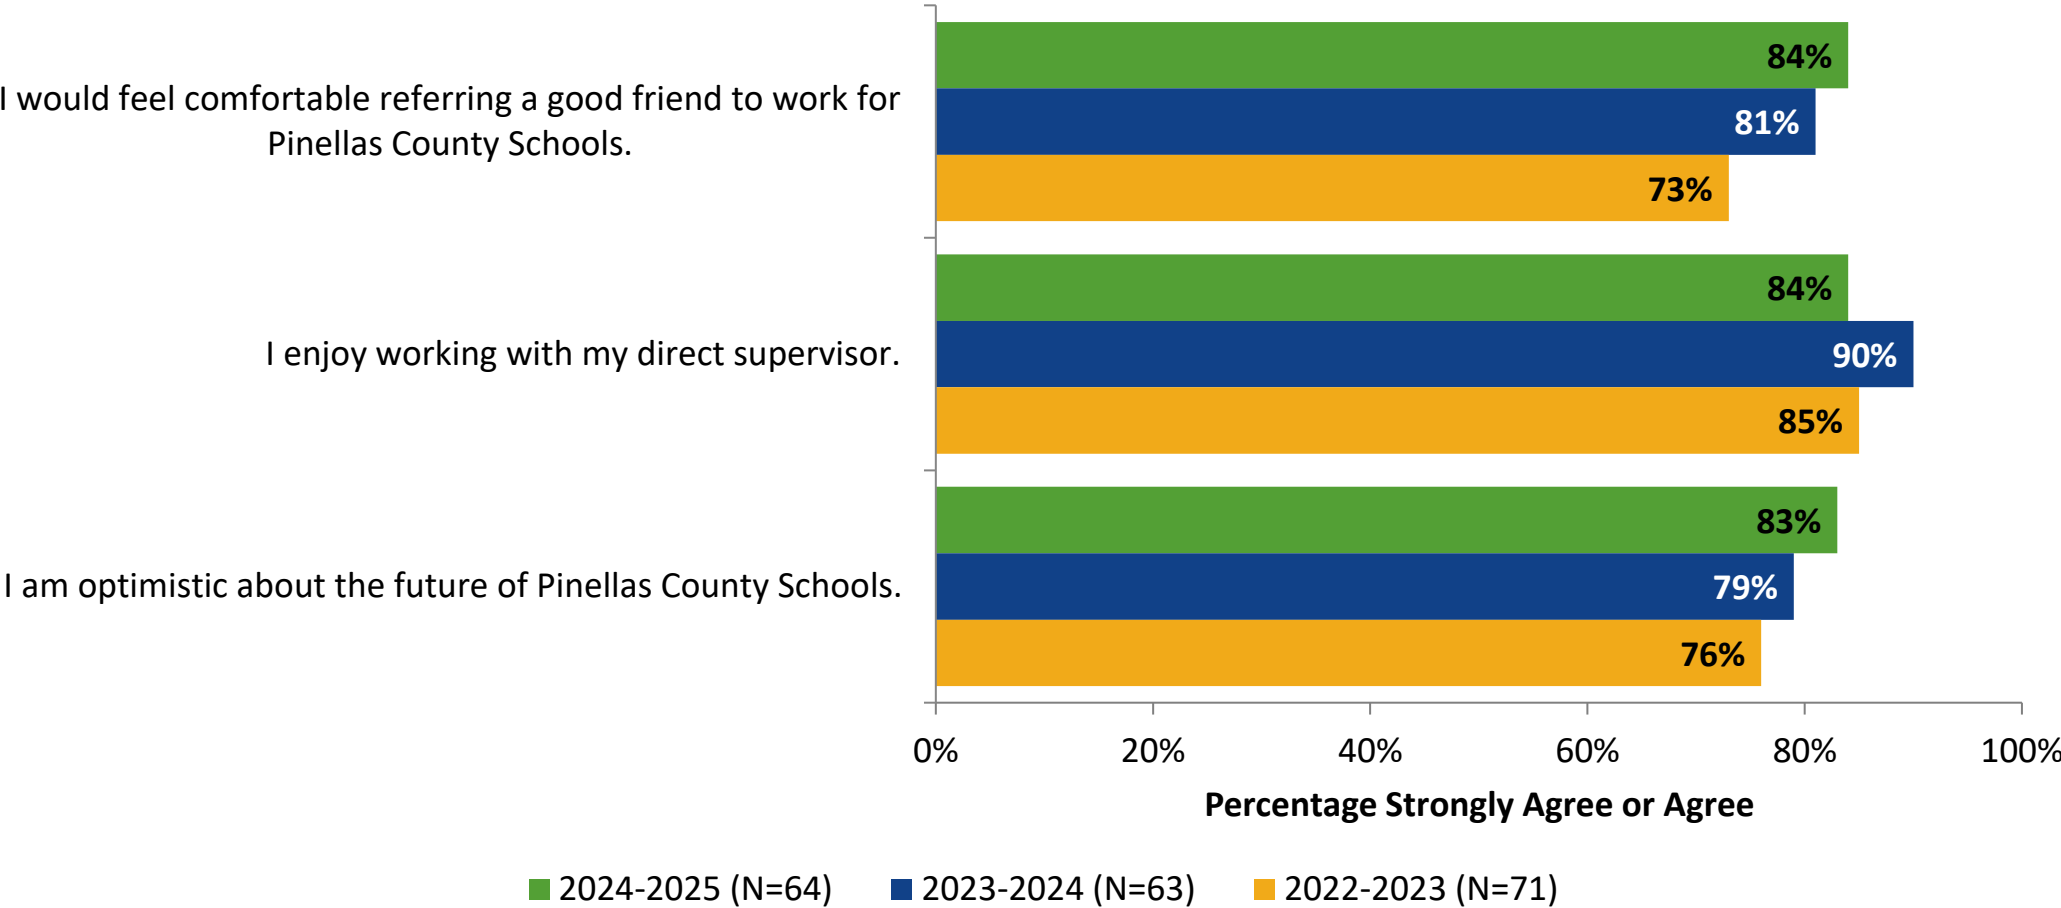 84%
I would feel comfortable referring a good friend to work for
Pinellas County Schools.
81%
73%
84%
I enjoy working with my direct supervisor.
90%
85%
83%
I am optimistic about the future of Pinellas County Schools.
79%
76%
0% 20% 40% 60% 80% 100%
Percentage Strongly Agree or Agree
2024-2025 (N=64) 2023-2024 (N=63) 2022-2023 (N=71)